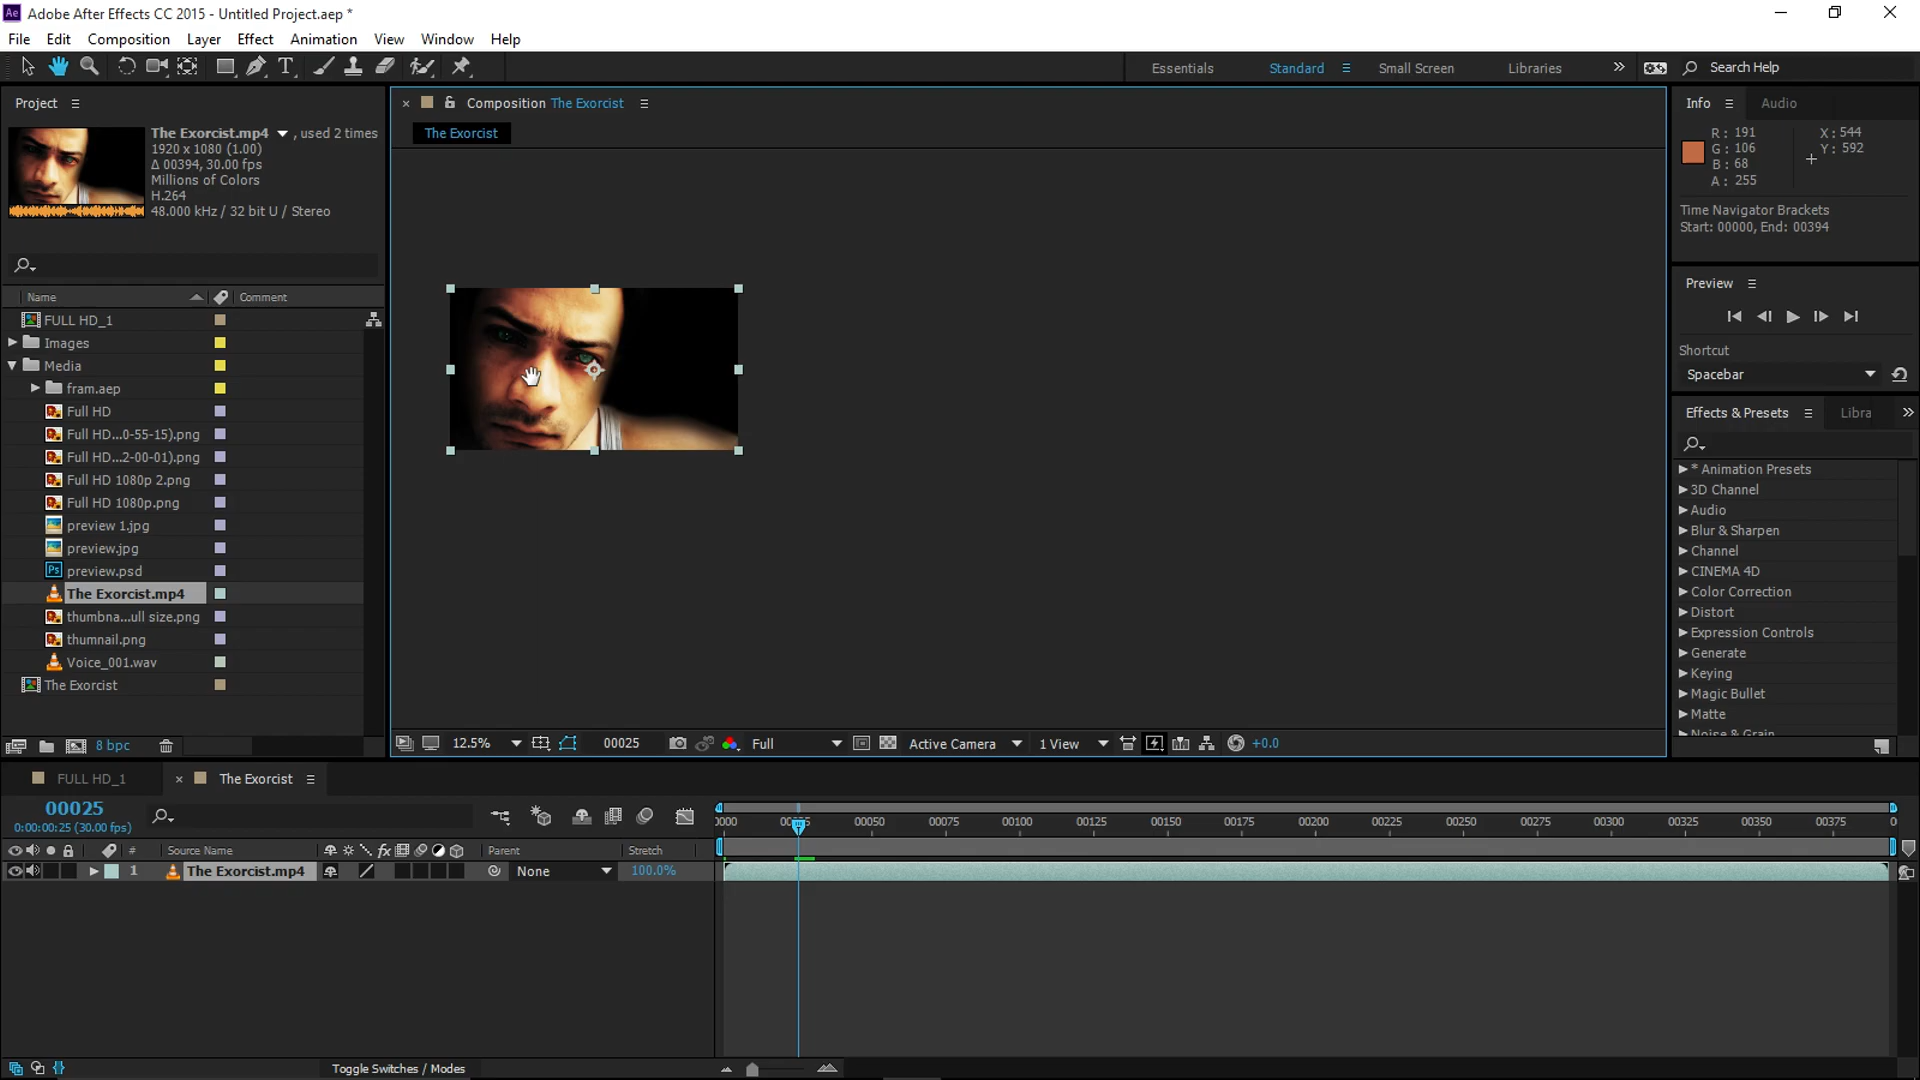 Ae Adobe After Effects CC 2015 - Untitled Project.aep *
File Edit Composition Layer Effect Animation View Window Help
T Essentials Standard Small Screen Libraries » Search Help
Project
The Exorcist.mp4 , used 2 times
1920 x 1080 (1.00)
Δ 00394, 30.00 fps
Millions of Colors
H.264
48.000 kHz / 32 bit U / Stereo
Name Comment
FULL HD_1
Images
Media
fram.aep
Full HD
Full HD...0-55-15).png
Full HD...2-00-01).png
Full HD 1080p 2.png
Full HD 1080p.png
preview 1.jpg
preview.jpg
Ps preview.psd
The Exorcist.mp4
thumbna...ull size.png
thumnail.png
Voice_001.wav
The Exorcist
8 bpc
× Composition The Exorcist
The Exorcist
12.5% 00025 Full Active Camera 1 View +0.0
Info Audio
R: 191 X: 544
G: 106 Y: 592
B: 68
A: 255
Time Navigator Brackets
Start: 00000, End: 00394
Preview
Shortcut
Spacebar
Effects & Presets Libra »
* Animation Presets
3D Channel
Audio
Blur & Sharpen
Channel
CINEMA 4D
Color Correction
Distort
Expression Controls
Generate
Keying
Magic Bullet
Matte
Noise & Grain
FULL HD_1 × The Exorcist
00025
0:00:00:25 (30.00 fps)
00050 00075 00100 00125 00150 00175 00200 00225 00250 00275 00300 00325 00350 00375
# Source Name fx Parent Stretch
1 The Exorcist.mp4 None 100.0%
Toggle Switches / Modes